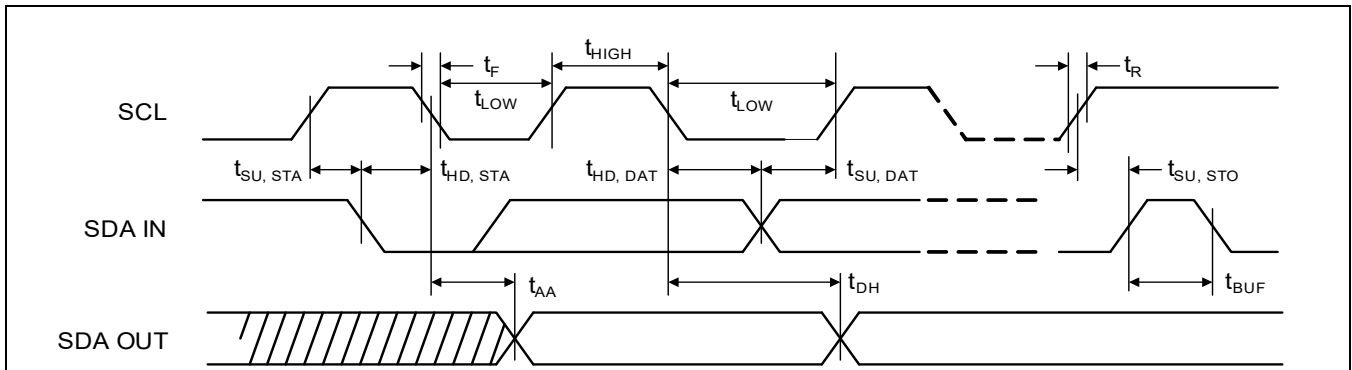 t_HIGH
t_F
t_R
SCL
t_LOW
t_LOW
t_SU, STA
t_HD, STA
t_HD, DAT
t_SU, DAT
t_SU, STO
SDA IN
t_AA
t_DH
t_BUF
SDA OUT